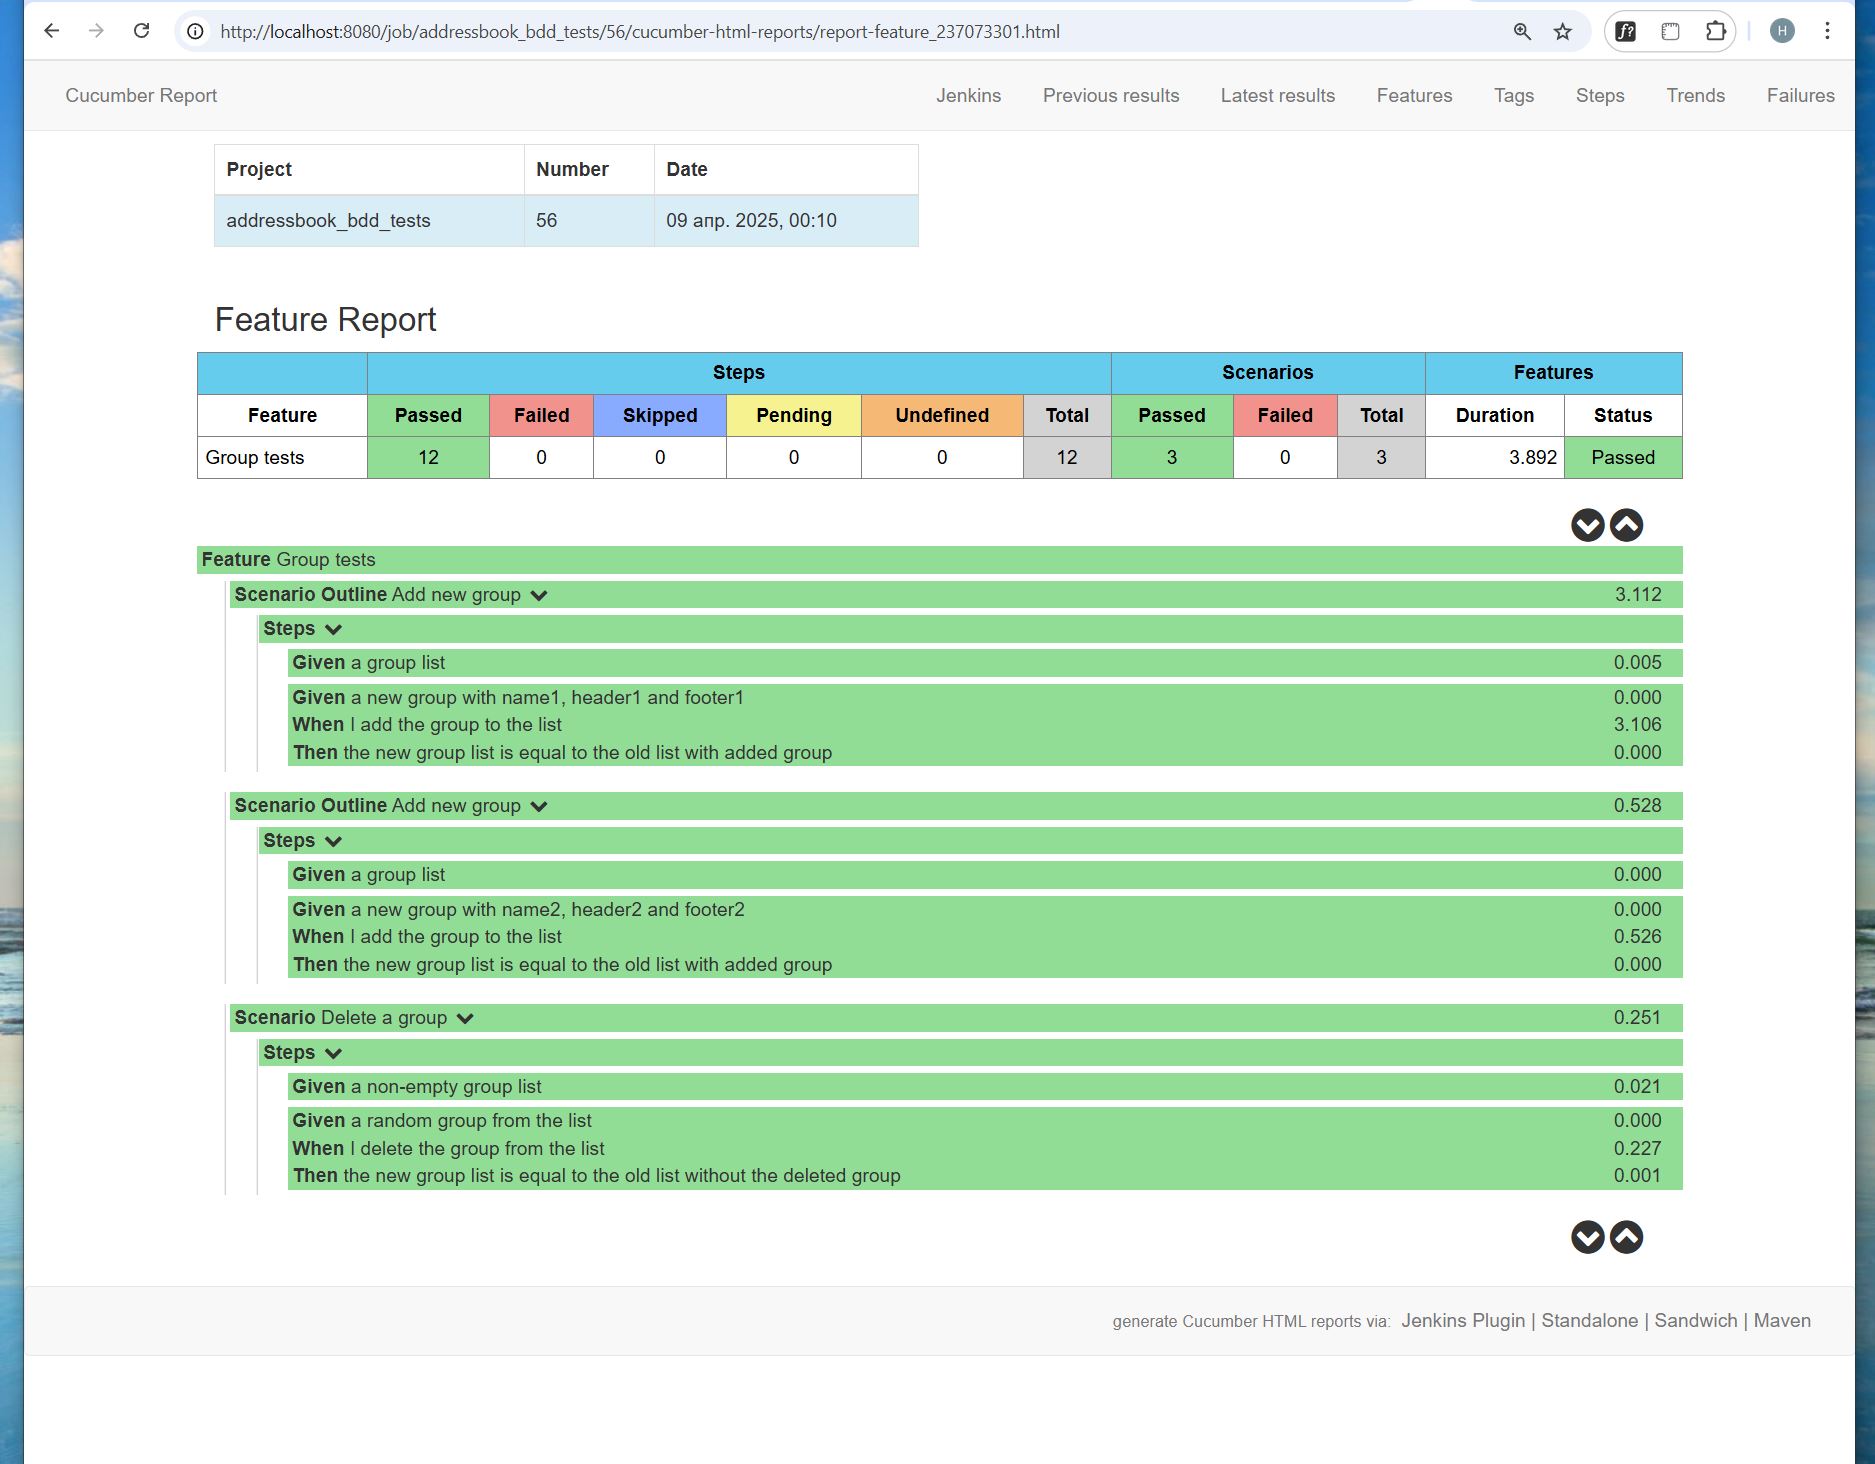 http://localhost:8080/job/addressbook_bdd_tests/56/cucumber-html-reports/report-feature_237073301.html
f?
H
Cucumber Report Jenkins Previous results Latest results Features Tags Steps Trends Failures
Project Number Date
addressbook_bdd_tests 56 09 апр. 2025, 00:10
Feature Report
Steps Scenarios Features
Feature Passed Failed Skipped Pending Undefined Total Passed Failed Total Duration Status
Group tests 12 0 0 0 0 12 3 0 3 3.892 Passed
Feature Group tests
Scenario Outline Add new group 3.112
Steps
Given a group list 0.005
Given a new group with name1, header1 and footer1 0.000
When I add the group to the list 3.106
Then the new group list is equal to the old list with added group 0.000
Scenario Outline Add new group 0.528
Steps
Given a group list 0.000
Given a new group with name2, header2 and footer2 0.000
When I add the group to the list 0.526
Then the new group list is equal to the old list with added group 0.000
Scenario Delete a group 0.251
Steps
Given a non-empty group list 0.021
Given a random group from the list 0.000
When I delete the group from the list 0.227
Then the new group list is equal to the old list without the deleted group 0.001
generate Cucumber HTML reports via: Jenkins Plugin | Standalone | Sandwich | Maven